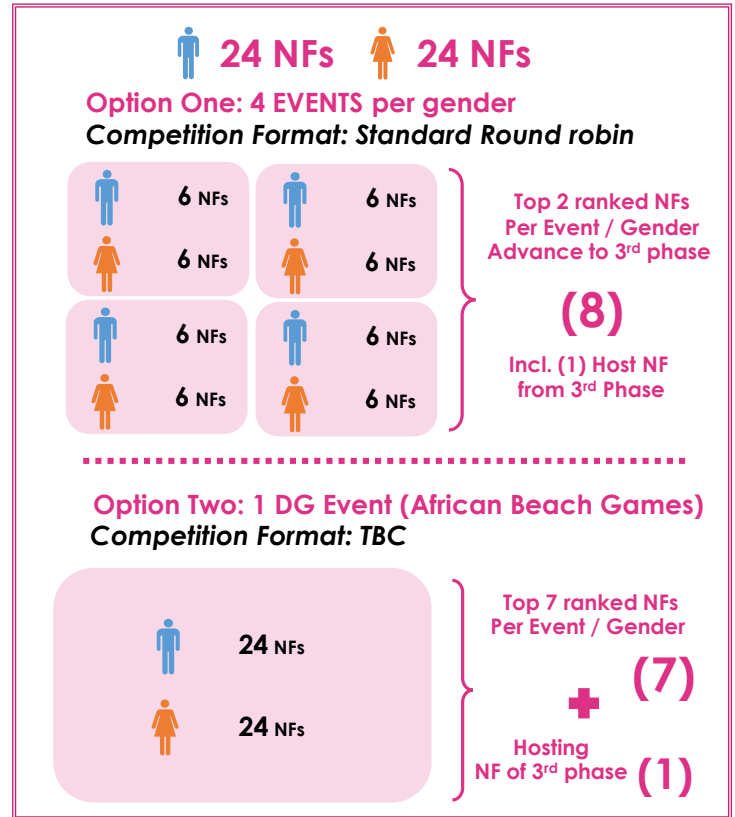 24 NFs 24 NFs
Option One: 4 EVENTS per gender
Competition Format: Standard Round robin
6 NFs 6 NFs
6 NFs 6 NFs
6 NFs 6 NFs
6 NFs 6 NFs
Top 2 ranked NFs
Per Event / Gender
Advance to 3rd phase
(8)
Incl. (1) Host NF
from 3rd Phase
Option Two: 1 DG Event (African Beach Games)
Competition Format: TBC
24 NFs
24 NFs
Top 7 ranked NFs
Per Event / Gender
(7)
Hosting
NF of 3rd phase (1)